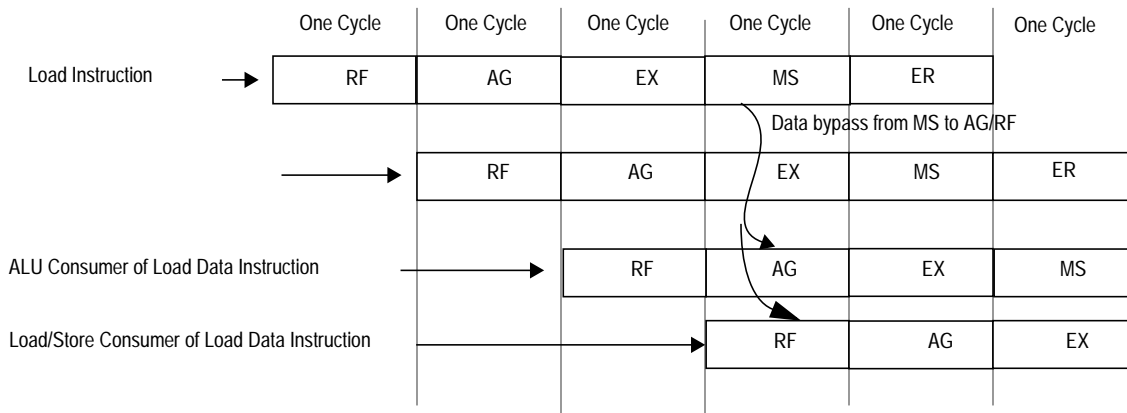 One Cycle One Cycle One Cycle One Cycle One Cycle One Cycle
Load Instruction RF AG EX MS ER
Data bypass from MS to AG/RF
RF AG EX MS ER
ALU Consumer of Load Data Instruction RF AG EX MS
Load/Store Consumer of Load Data Instruction RF AG EX